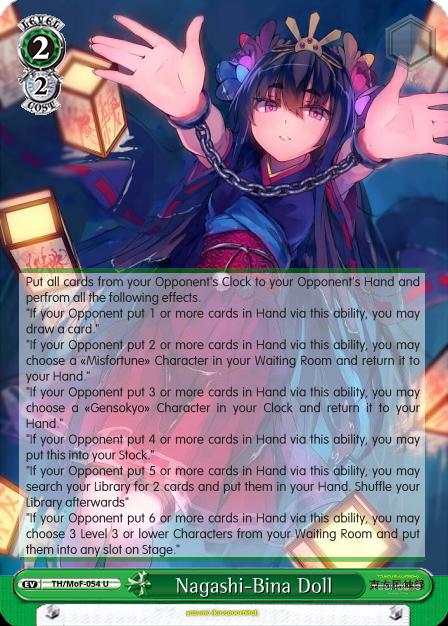 LEVEL
2
2
COST
Put all cards from your Opponent's Clock to your Opponent's Hand and
perfrom all the following effects.
"If your Opponent put 1 or more cards in Hand via this ability, you may
draw a card."
"If your Opponent put 2 or more cards in Hand via this ability, you may
choose a «Misfortune» Character in your Waiting Room and return it to
your Hand."
"If your Opponent put 3 or more cards in Hand via this ability, you may
choose a «Gensokyo» Character in your Clock and return it to your
Hand."
"If your Opponent put 4 or more cards in Hand via this ability, you may
put this into your Stock."
"If your Opponent put 5 or more cards in Hand via this ability, you may
search your Library for 2 cards and put them in your Hand. Shuffle your
Library afterwards"
"If your Opponent put 6 or more cards in Hand via this ability, you may
choose 3 Level 3 or lower Characters from your Waiting Room and put
them into any slot on Stage."
EV TH/MoF-054 U Nagashi-Bina Doll